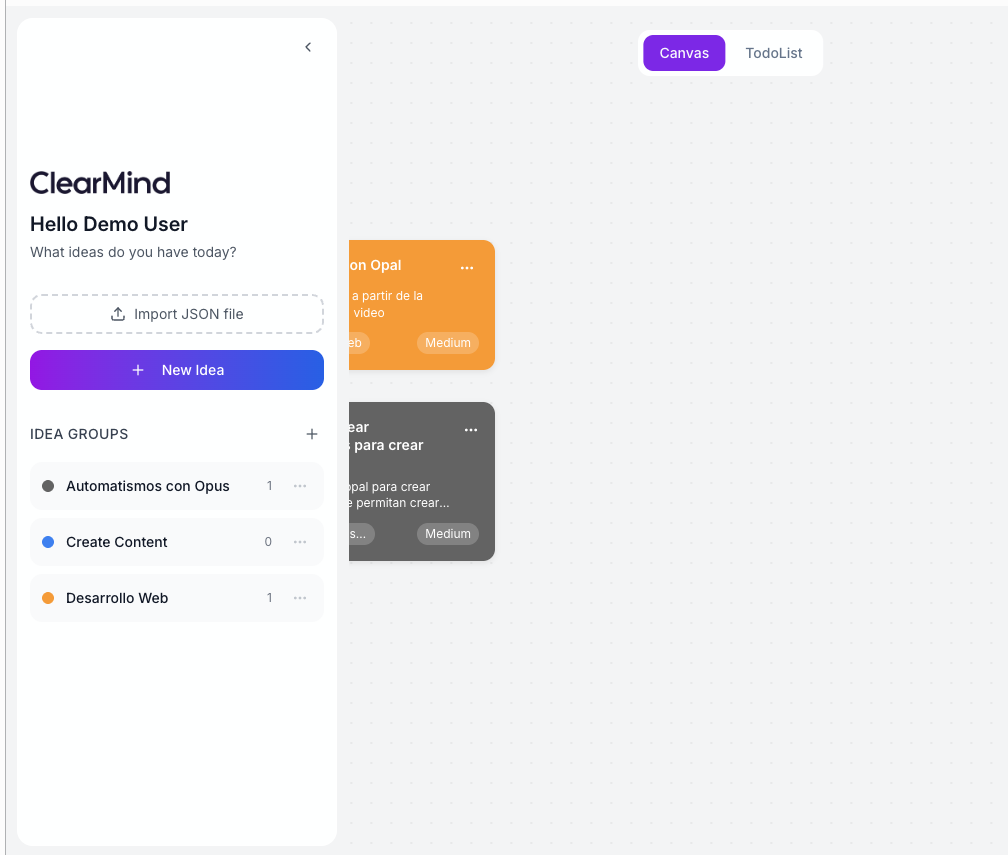 Canvas
TodoList
ClearMind
Hello Demo User
What ideas do you have today?
Import JSON file
New Idea
IDEA GROUPS
Automatismos con Opus
1
Create Content
0
Desarrollo Web
1
on Opal
a partir de la
video
eb
Medium
ear
para crear
opal para crear
e permitan crear...
s...
Medium